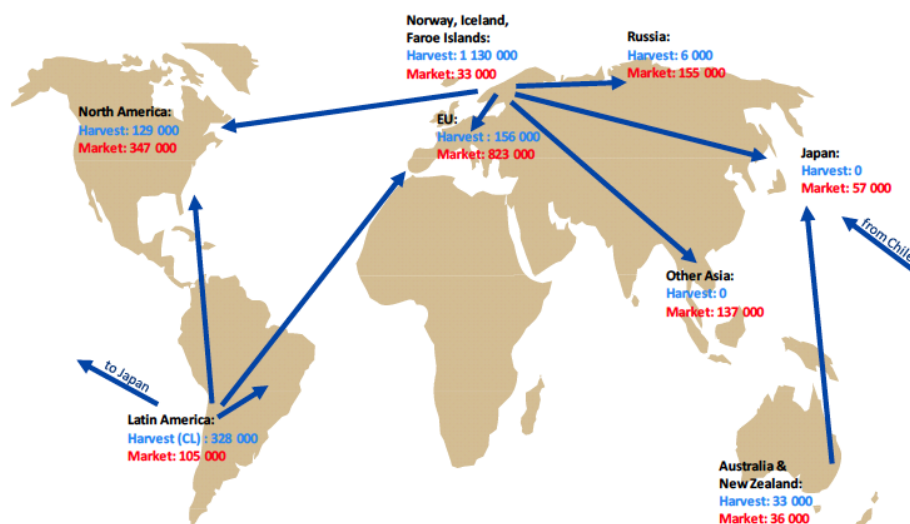 Norway, Iceland,
Faroe Islands:
Harvest: 1 130 000
Market: 33 000
Russia:
Harvest: 6 000
Market: 155 000
North America:
Harvest: 129 000
Market: 347 000
EU:
Harvest : 156 000
Market: 823 000
Japan:
Harvest: 0
Market: 57 000
from Chile
Other Asia:
Harvest: 0
Market: 137 000
to Japan
Latin America:
Harvest (CL) : 328 000
Market: 105 000
Australia &
New Zealand:
Harvest: 33 000
Market: 36 000